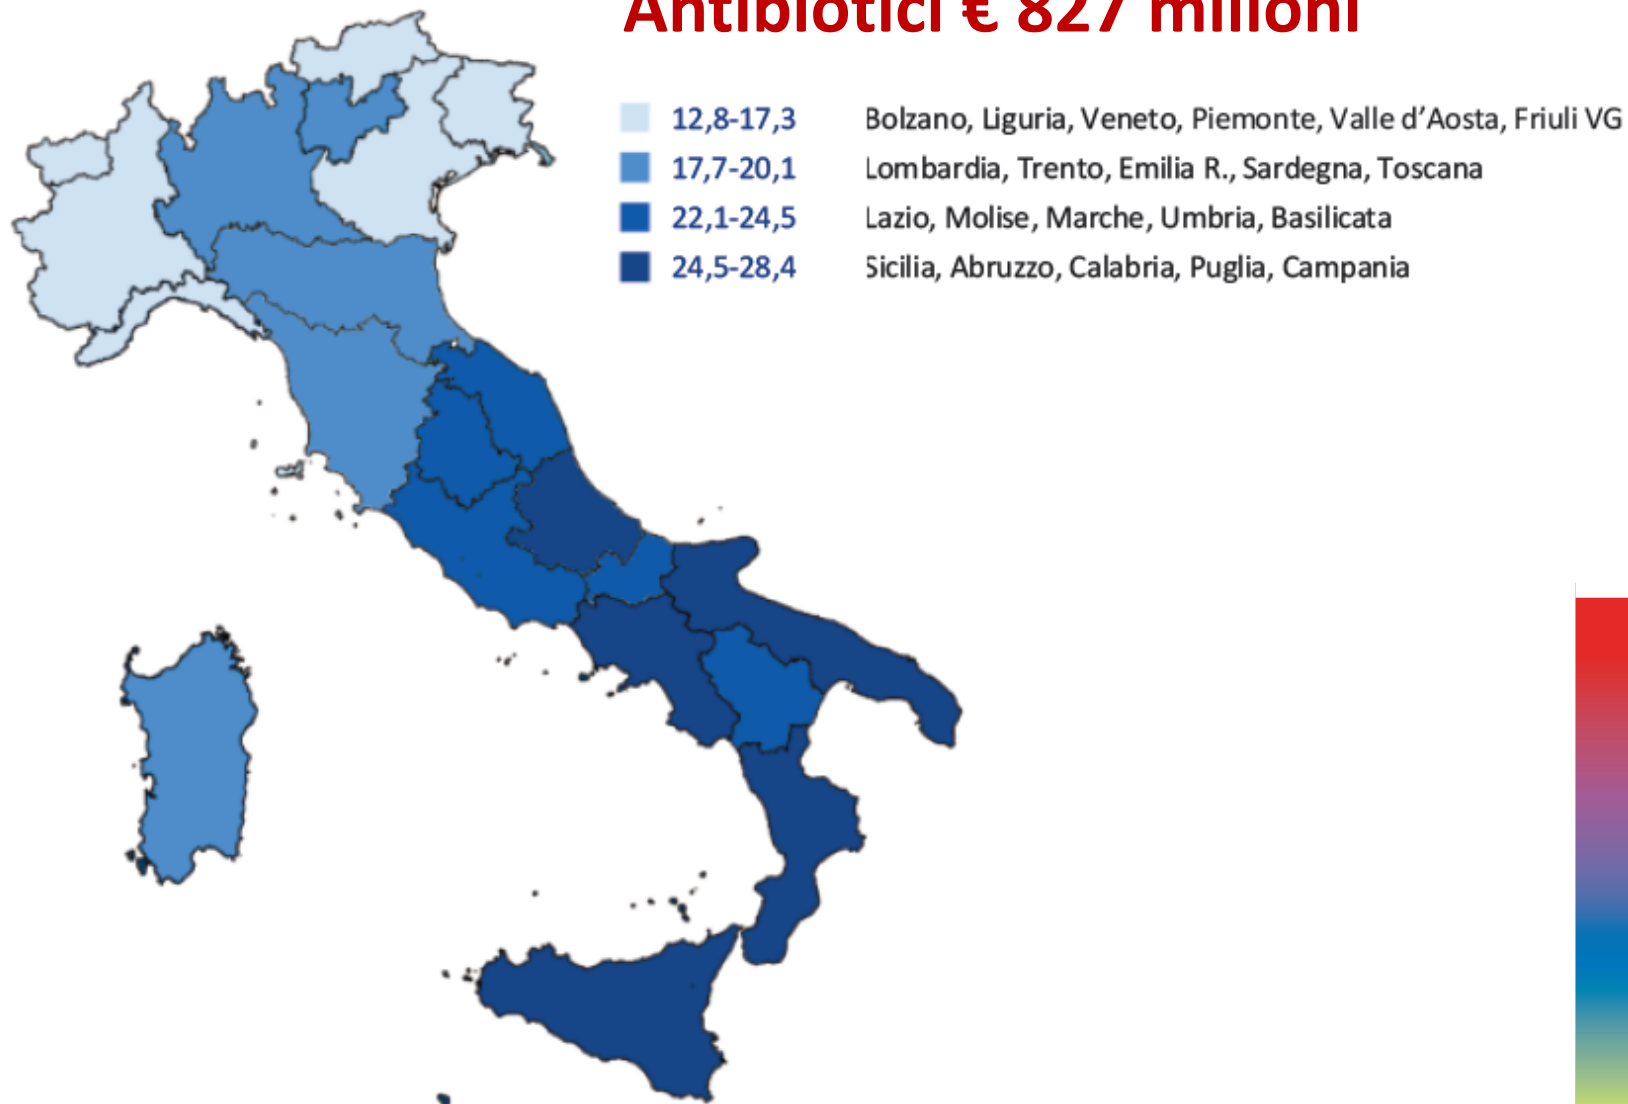 Antibiotici € 827 milioni
12,8-17,3 Bolzano, Liguria, Veneto, Piemonte, Valle d’Aosta, Friuli VG
17,7-20,1 Lombardia, Trento, Emilia R., Sardegna, Toscana
22,1-24,5 Lazio, Molise, Marche, Umbria, Basilicata
24,5-28,4 Sicilia, Abruzzo, Calabria, Puglia, Campania